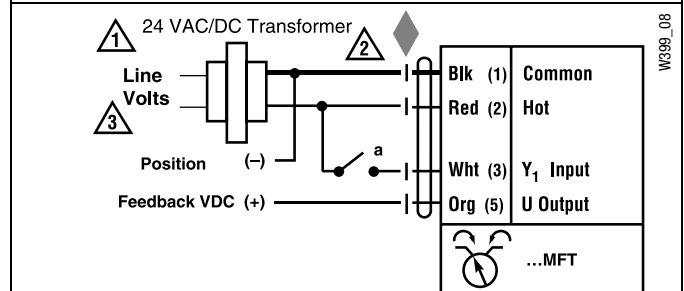 1 24 VAC/DC Transformer
2
W399_08
Line
Volts
3
Blk (1) Common
Red (2) Hot
a
Position (–)
Wht (3) Y1 Input
Feedback VDC (+)
Org (5) U Output
...MFT